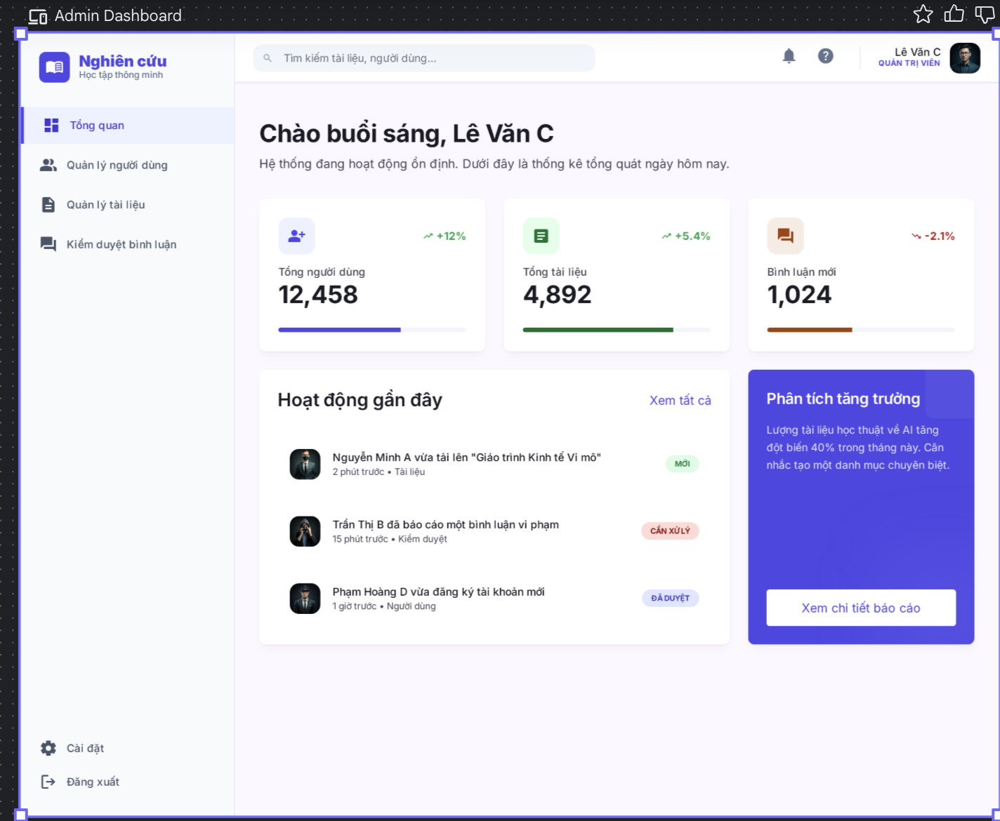 Admin Dashboard
Nghiên cứu
Học tập thông minh
Tìm kiếm tài liệu, người dùng...
Lê Văn C
QUẢN TRỊ VIÊN
Tổng quan
Quản lý người dùng
Quản lý tài liệu
Kiểm duyệt bình luận
Cài đặt
Đăng xuất
Chào buổi sáng, Lê Văn C
Hệ thống đang hoạt động ổn định. Dưới đây là thống kê tổng quát ngày hôm nay.
+12%
Tổng người dùng
12,458
+5.4%
Tổng tài liệu
4,892
-2.1%
Bình luận mới
1,024
Hoạt động gần đây
Xem tất cả
Nguyễn Minh A vừa tải lên "Giáo trình Kinh tế Vi mô"
2 phút trước • Tài liệu
MỚI
Trần Thị B đã báo cáo một bình luận vi phạm
15 phút trước • Kiểm duyệt
CẦN XỬ LÝ
Phạm Hoàng D vừa đăng ký tài khoản mới
1 giờ trước • Người dùng
ĐÃ DUYỆT
Phân tích tăng trưởng
Lượng tài liệu học thuật về AI tăng
đột biến 40% trong tháng này. Cân
nhắc tạo một danh mục chuyên biệt.
Xem chi tiết báo cáo